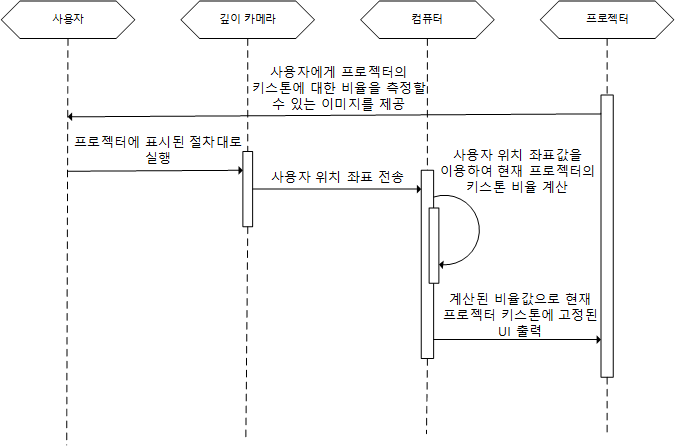 사용자
깊이 카메라
컴퓨터
프로젝터
사용자에게 프로젝터의
키스톤에 대한 비율을 측정할
수 있는 이미지를 제공
프로젝터에 표시된 절차대로
실행
사용자 위치 좌표 전송
사용자 위치 좌표값을
이용하여 현재 프로젝터의
키스톤 비율 계산
계산된 비율값으로 현재
프로젝터 키스톤에 고정된
UI 출력